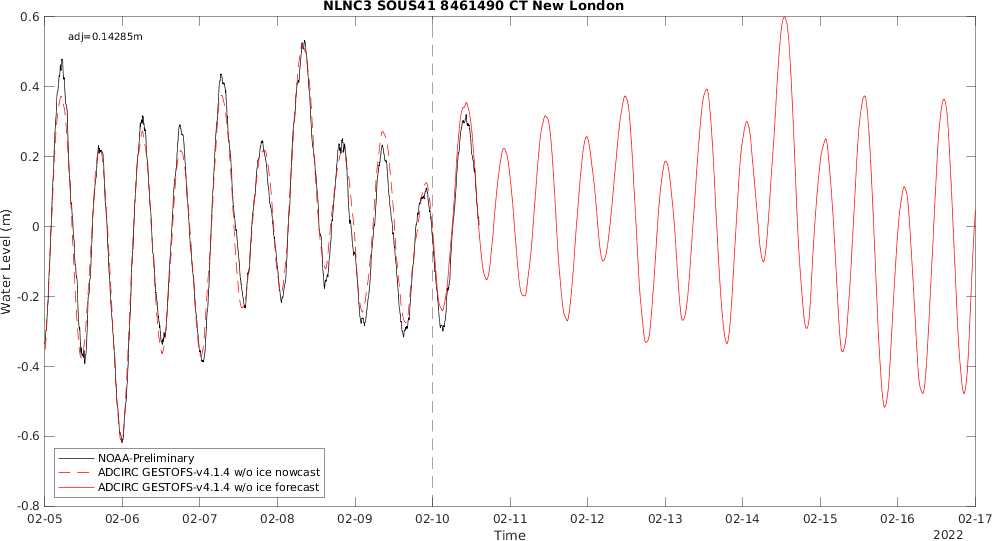 NLNC3 SOUS41 8461490 CT New London
adj=0.14285m
0.6
0.4
0.2
0
-0.2
-0.4
-0.6
-0.8
Water Level (m)
NOAA-Preliminary
ADCIRC GESTOFS-v4.1.4 w/o ice nowcast
ADCIRC GESTOFS-v4.1.4 w/o ice forecast
02-05 02-06 02-07 02-08 02-09 02-10 02-11 02-12 02-13 02-14 02-15 02-16 02-17
Time
2022